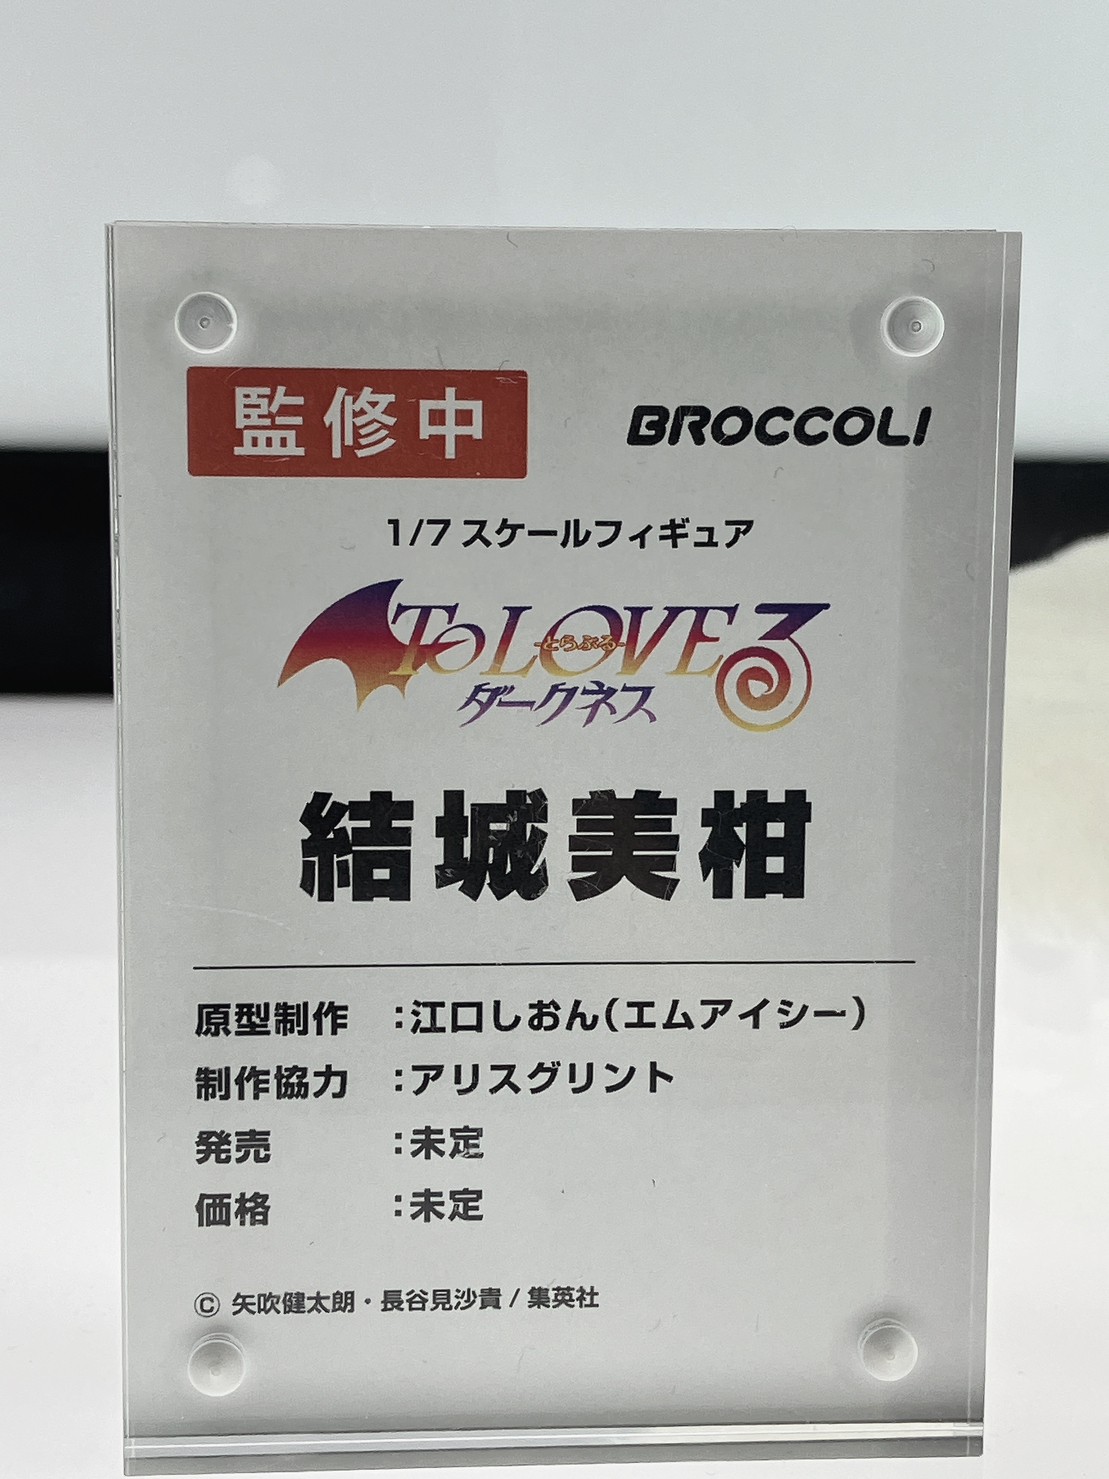 監修中
BROCCOLI
1/7スケールフィギュア
To LOVEる
-とらぶる-
ダークネス
結城美柑
原型制作 :江口しおん(エムアイシー)
制作協力 :アリスグリント
発売 :未定
価格 :未定
© 矢吹健太朗・長谷見沙貴/集英社